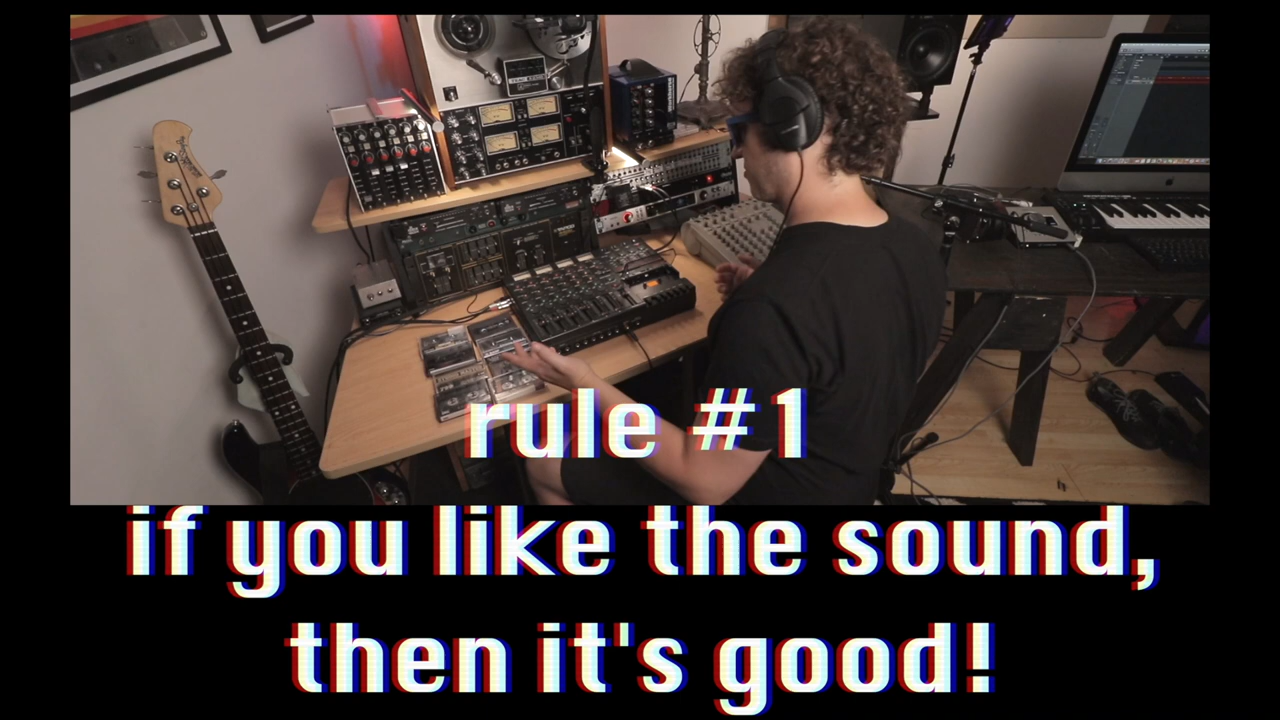 rule #1
if you like the sound,
then it's good!